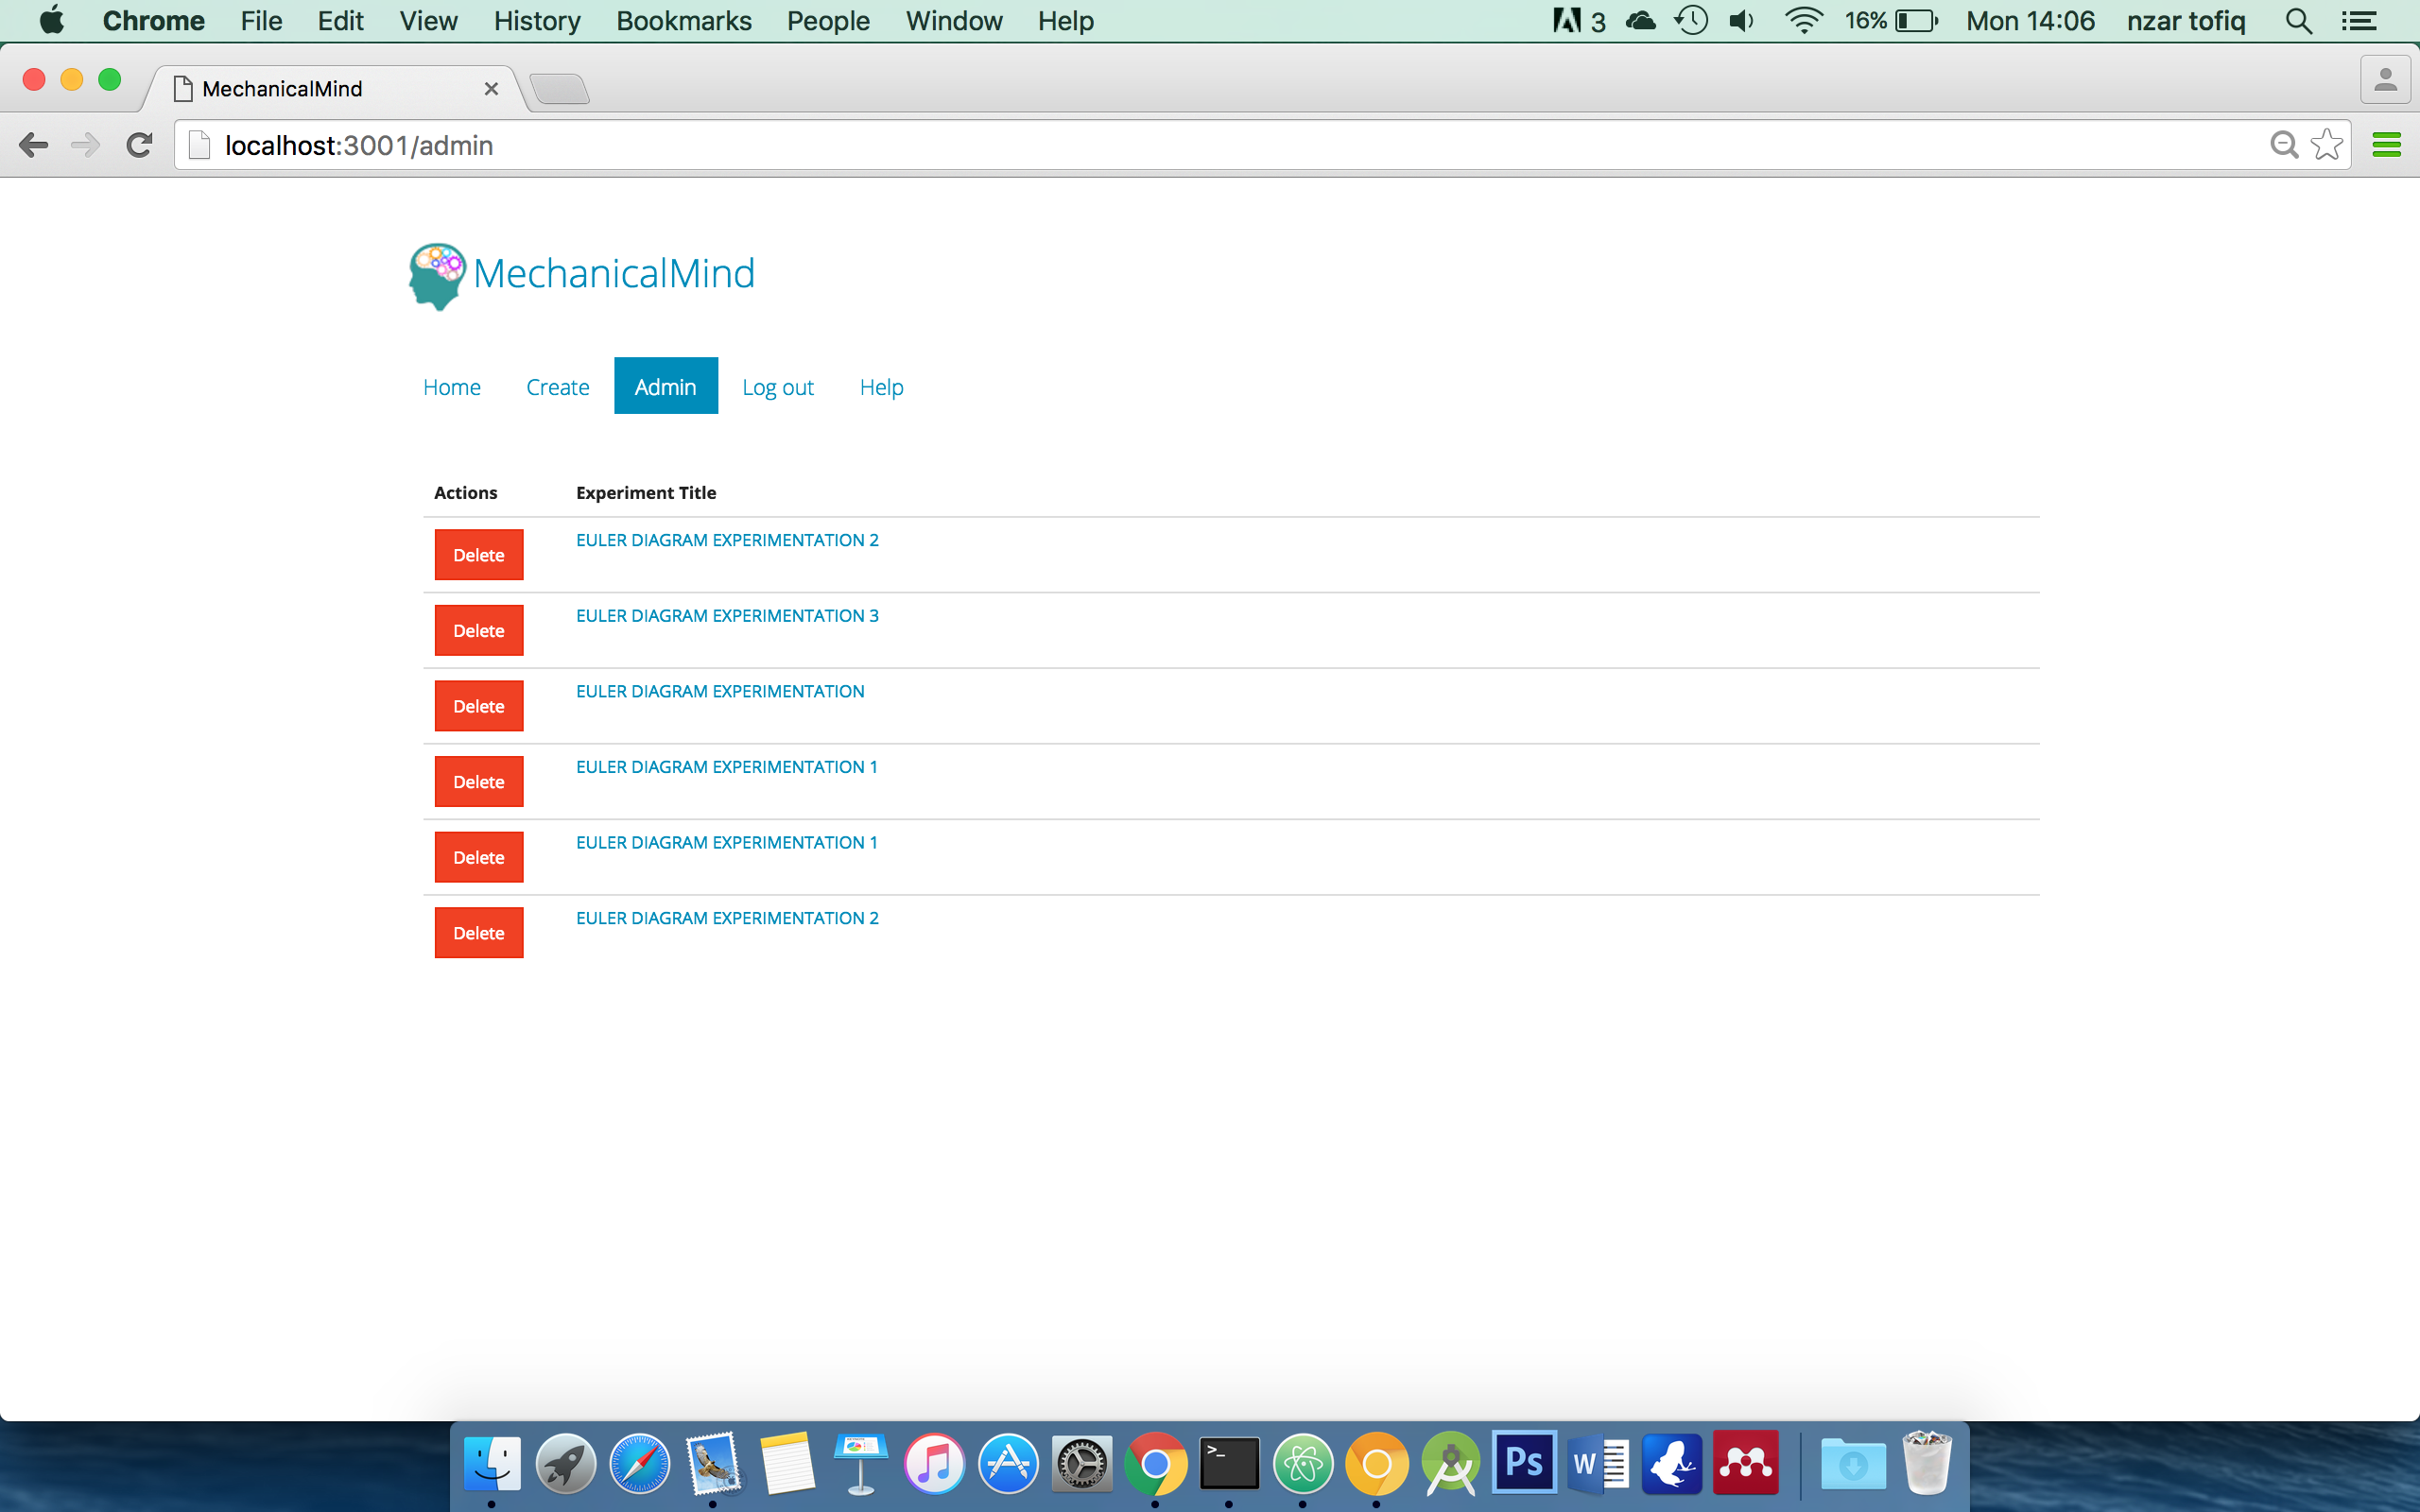 Chrome File Edit View History Bookmarks People Window Help 3 16% Mon 14:06 nzar tofiq
MechanicalMind
localhost:3001/admin
MechanicalMind
Home Create Admin Log out Help
Actions Experiment Title
Delete EULER DIAGRAM EXPERIMENTATION 2
Delete EULER DIAGRAM EXPERIMENTATION 3
Delete EULER DIAGRAM EXPERIMENTATION
Delete EULER DIAGRAM EXPERIMENTATION 1
Delete EULER DIAGRAM EXPERIMENTATION 1
Delete EULER DIAGRAM EXPERIMENTATION 2
>_ Ps W